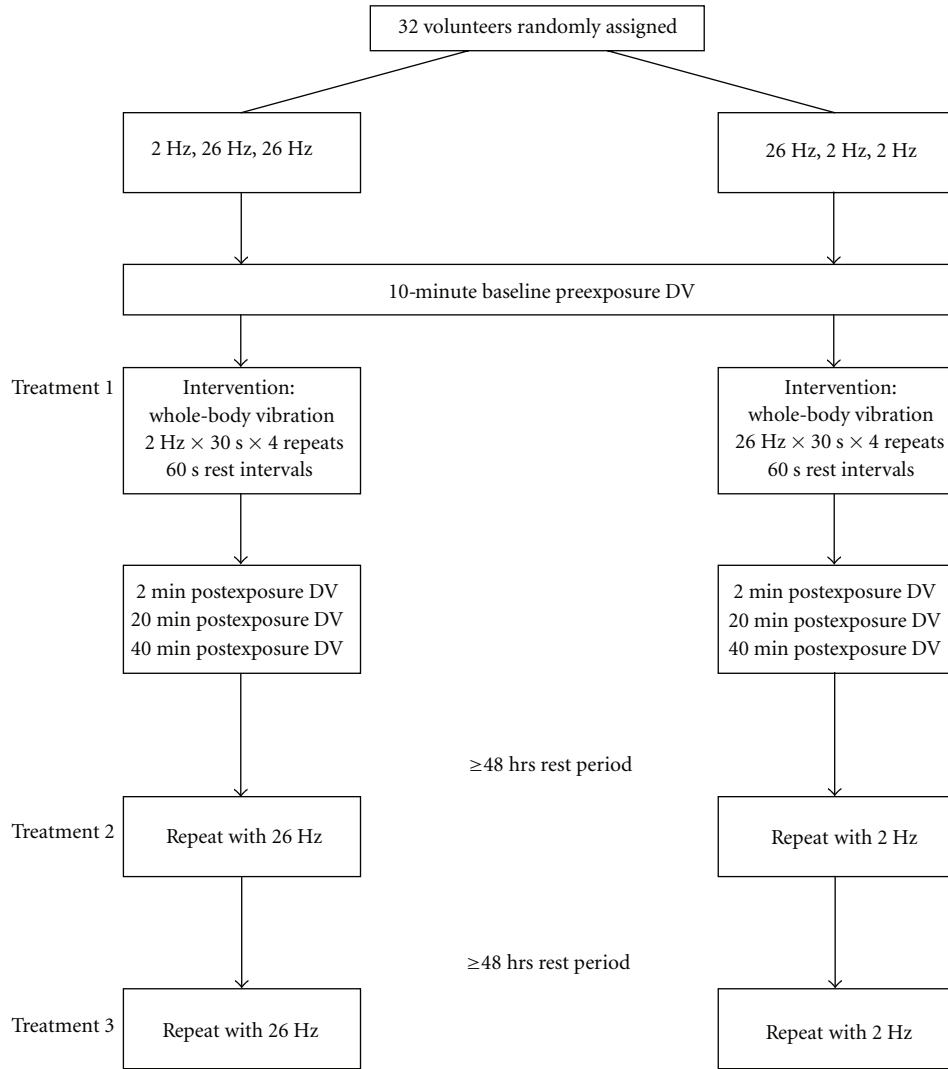 32 volunteers randomly assigned
2 Hz, 26 Hz, 26 Hz
26 Hz, 2 Hz, 2 Hz
10-minute baseline preexposure DV
Treatment 1
Intervention:
whole-body vibration
2 Hz × 30 s × 4 repeats
60 s rest intervals
Intervention:
whole-body vibration
26 Hz × 30 s × 4 repeats
60 s rest intervals
2 min postexposure DV
20 min postexposure DV
40 min postexposure DV
2 min postexposure DV
20 min postexposure DV
40 min postexposure DV
≥48 hrs rest period
Treatment 2
Repeat with 26 Hz
Repeat with 2 Hz
≥48 hrs rest period
Treatment 3
Repeat with 26 Hz
Repeat with 2 Hz